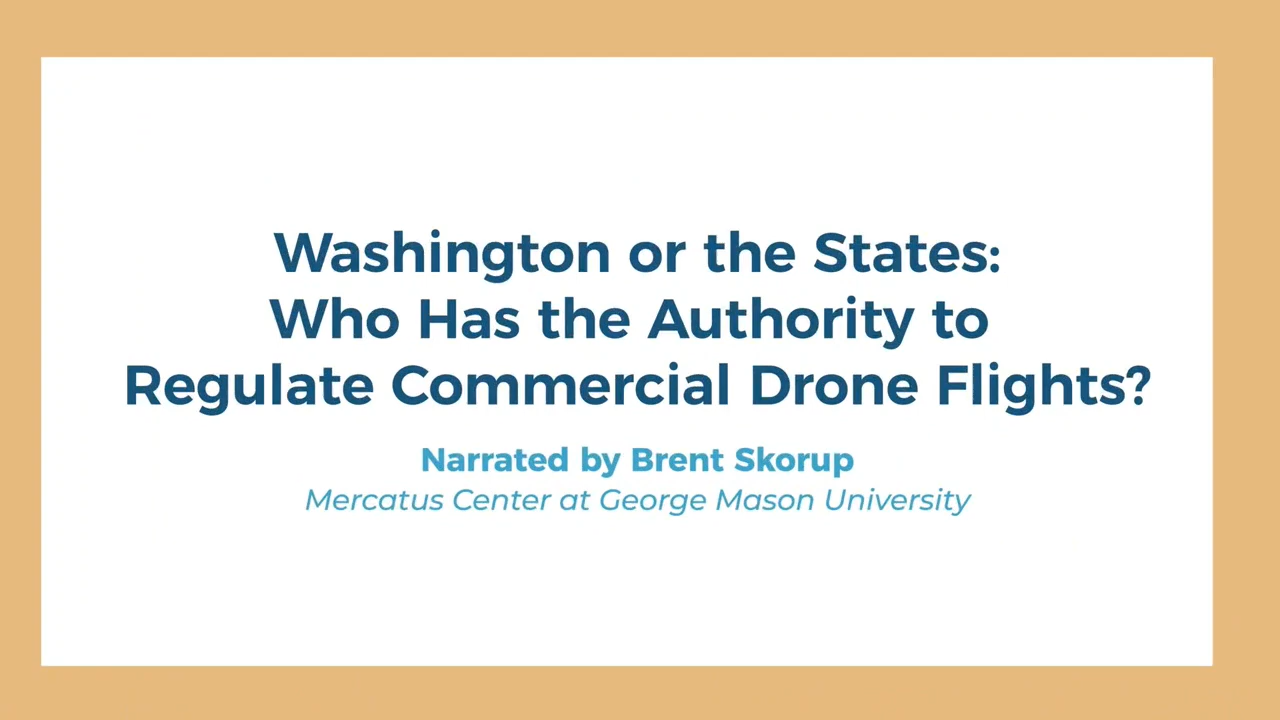 Washington or the States:
Who Has the Authority to
Regulate Commercial Drone Flights?
Narrated by Brent Skorup
Mercatus Center at George Mason University